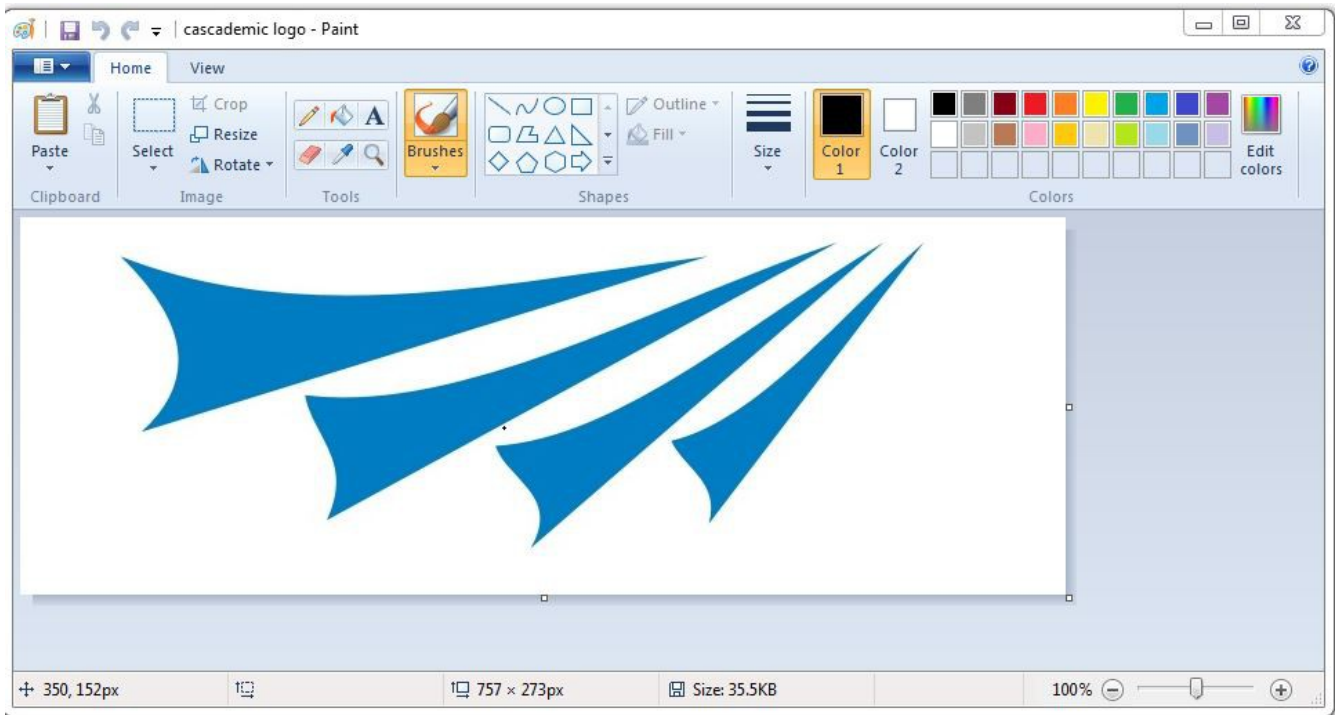 cascademic logo - Paint
Home View
Paste
Clipboard
Select
Crop
Resize
Rotate
Image
A
Tools
Brushes
Outline
Fill
Shapes
Size
Color
1
Color
2
Edit
colors
Colors
350, 152px
757 × 273px
Size: 35.5KB
100%